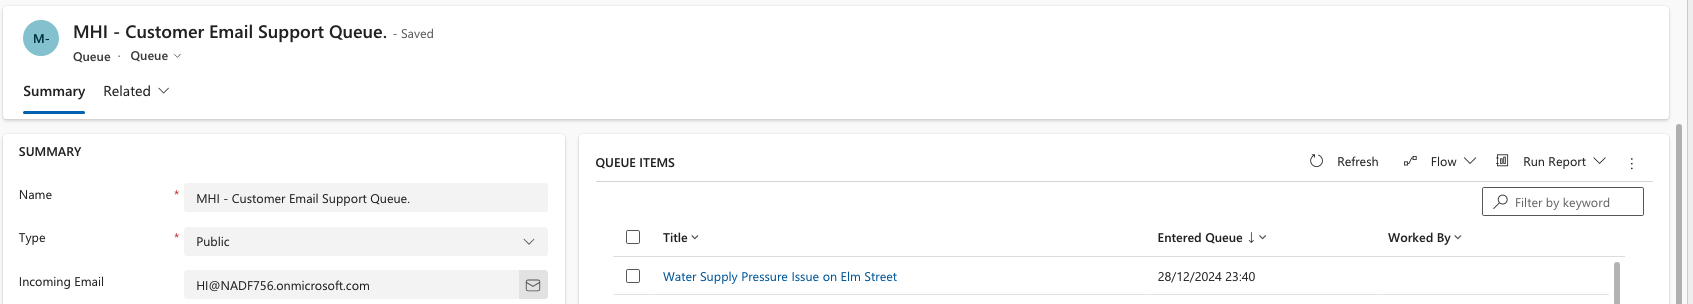 M-
MHI - Customer Email Support Queue. - Saved
Queue · Queue
Summary Related
SUMMARY
Name * MHI - Customer Email Support Queue.
Type * Public
Incoming Email HI@NADF756.onmicrosoft.com
QUEUE ITEMS Refresh Flow Run Report
Filter by keyword
Title Entered Queue ↓ Worked By
Water Supply Pressure Issue on Elm Street 28/12/2024 23:40